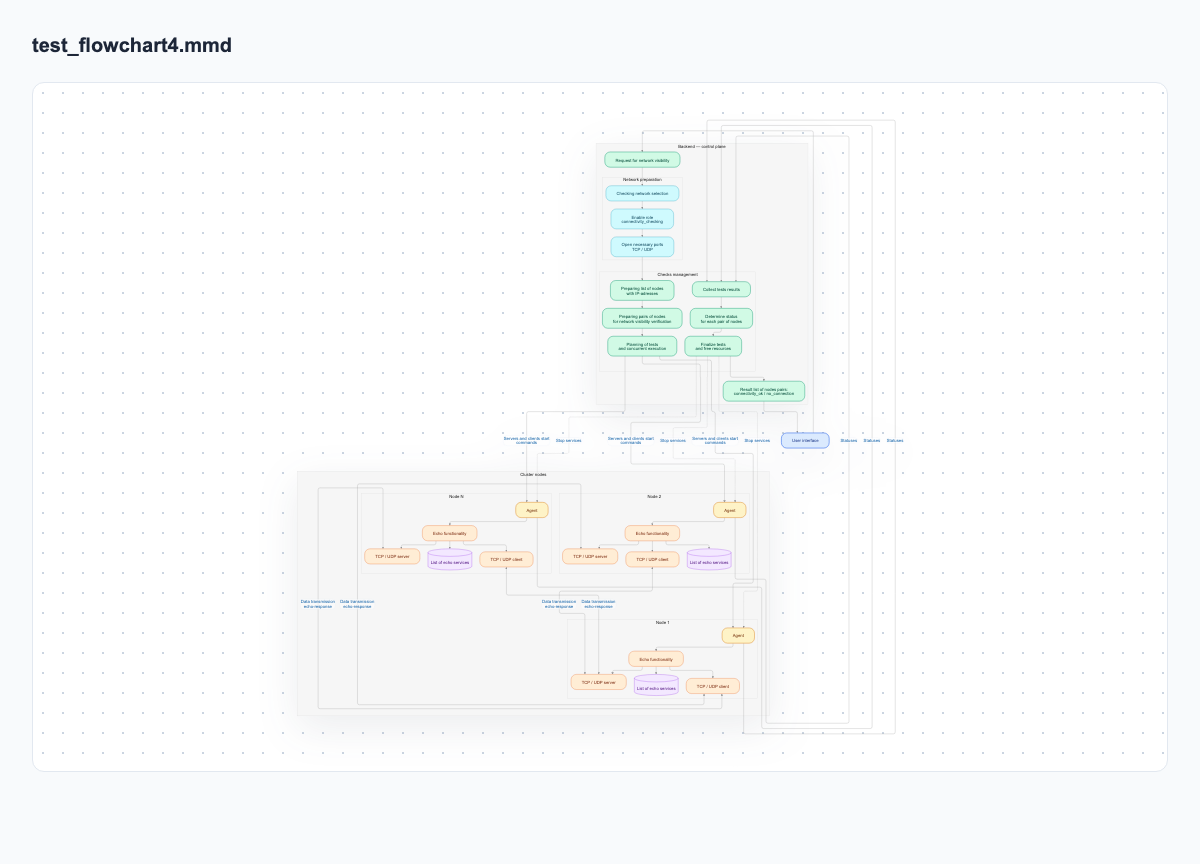 test_flowchart4.mmd
Backend — control plane
Request for network visibility
Network preparation
Checking network selection
Enable role
connectivity_checking
Open necessary ports
TCP / UDP
Checks management
Preparing list of nodes
with IP-adresses
Collect tests results
Preparing pairs of nodes
for network visibility verification
Determine status
for each pair of nodes
Planning of tests
and concurrent execution
Finalize tests
and free resources
Result list of nodes pairs:
connectivity_ok / no_connection
Servers and clients start
commands
Stop services
Servers and clients start
commands
Stop services
Servers and clients start
commands
Stop services
User interface
Statuses
Statuses
Statuses
Cluster nodes
Node N
Agent
Echo functionality
TCP / UDP server
List of echo services
TCP / UDP client
Node 2
Agent
Echo functionality
TCP / UDP server
TCP / UDP client
List of echo services
Data transmission
echo-response
Data transmission
echo-response
Data transmission
echo-response
Data transmission
echo-response
Node 1
Agent
Echo functionality
TCP / UDP server
List of echo services
TCP / UDP client